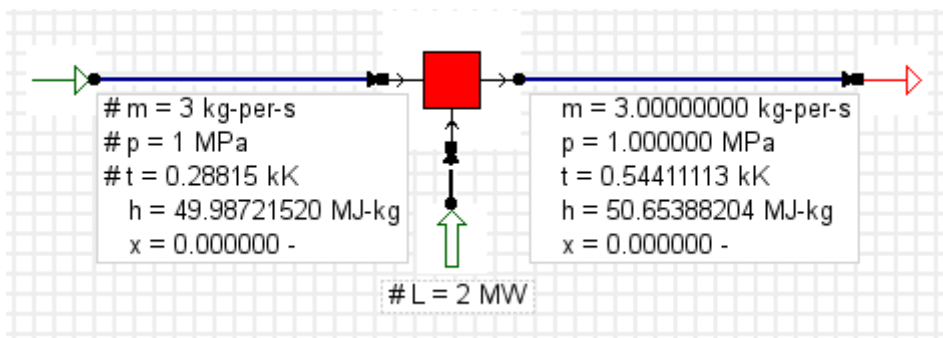 # m = 3 kg-per-s
# p = 1 MPa
# t = 0.28815 kK
h = 49.98721520 MJ-kg
x = 0.000000 -
m = 3.00000000 kg-per-s
p = 1.000000 MPa
t = 0.54411113 kK
h = 50.65388204 MJ-kg
x = 0.000000 -
# L = 2 MW